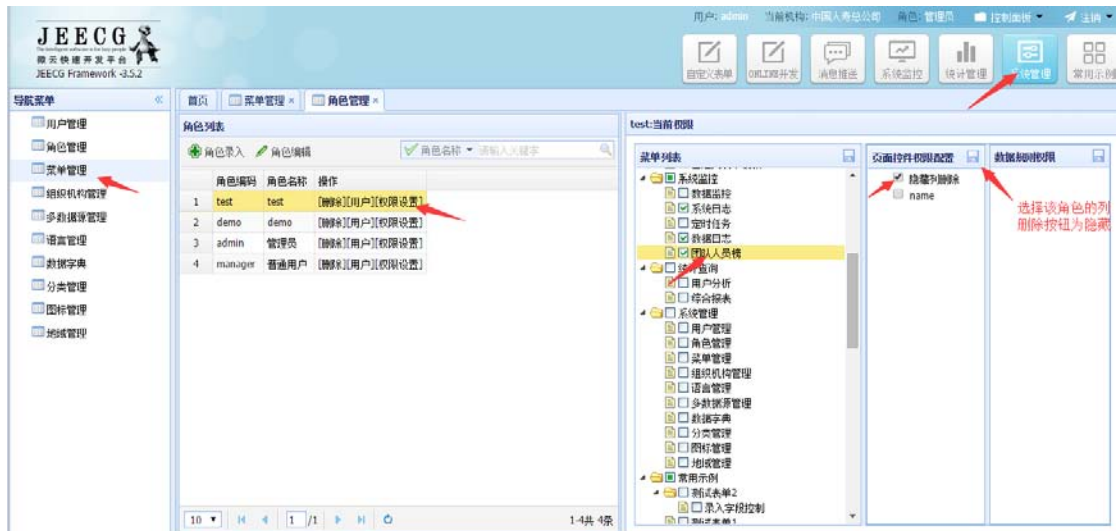 用户: admin 当前机构: 中国人寿总公司 角色: 管理员 控制面板 注销
JEECG
微云快速开发平台
JEECG Framework -3.5.2
自定义表单 ONLINE开发 消息推送 系统监控 统计管理 系统管理 常用示例
导航菜单
用户管理
角色管理
菜单管理
组织机构管理
多数据源管理
语言管理
数据字典
分类管理
图标管理
地域管理
首页 菜单管理 × 角色管理 ×
角色列表
角色录入 角色编辑 角色名称 请输入关键字
角色编码 角色名称 操作
1 test test [删除][用户][权限设置]
2 demo demo [删除][用户][权限设置]
3 admin 管理员 [删除][用户][权限设置]
4 manager 普通用户 [删除][用户][权限设置]
10 1 /1 1-4共 4条
test:当前权限
菜单列表
系统监控
数据监控
系统日志
定时任务
数据日志
团队人员榜
统计查询
用户分析
综合报表
系统管理
用户管理
角色管理
菜单管理
组织机构管理
语言管理
多数据源管理
数据字典
分类管理
图标管理
地域管理
常用示例
测试表单2
录入字段控制
测试表单1
页面控件权限配置
隐藏列删除
name
数据规则权限
选择该角色的列
删除按钮为隐藏